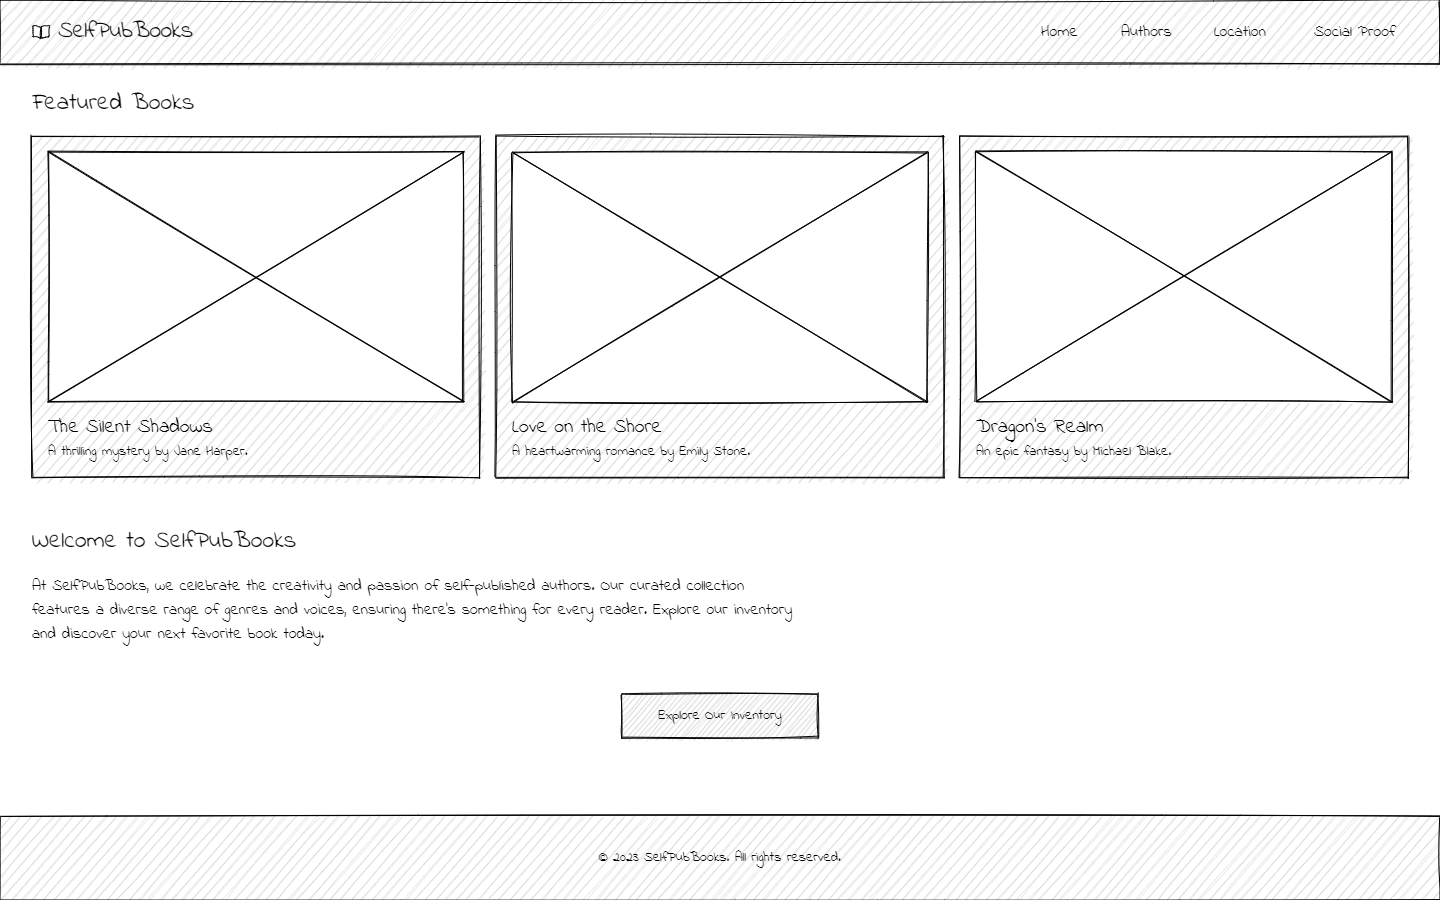 SelfPubBooks
Home Authors Location Social Proof
Featured Books
The Silent Shadows
A thrilling mystery by Jane Harper.
Love on the Shore
A heartwarming romance by Emily Stone.
Dragon's Realm
An epic fantasy by Michael Blake.
Welcome to SelfPubBooks
At SelfPubBooks, we celebrate the creativity and passion of self-published authors. Our curated collection
features a diverse range of genres and voices, ensuring there's something for every reader. Explore our inventory
and discover your next favorite book today.
Explore Our Inventory
© 2023 SelfPubBooks. All rights reserved.